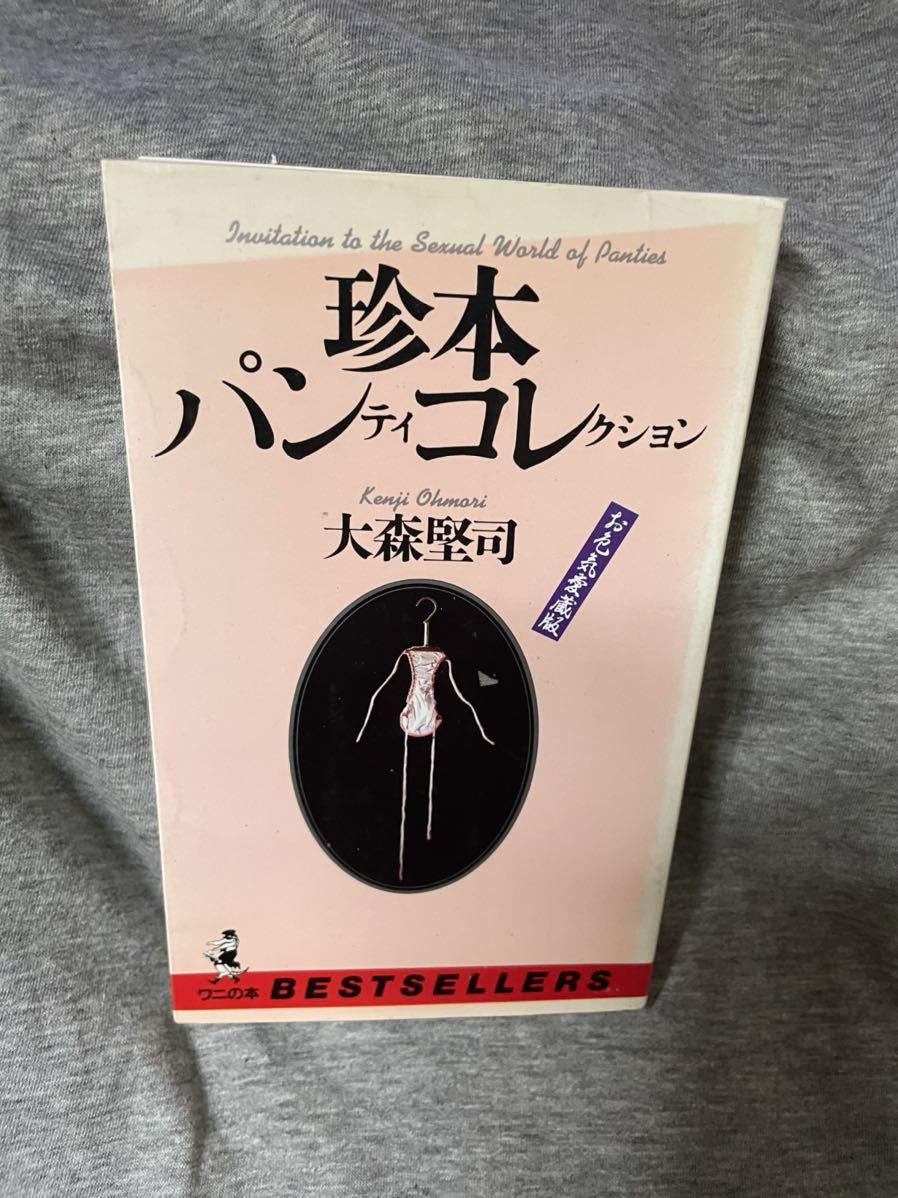 Invitation to the Sexual World of Panties
珍本
パンティコレクション
Kenji Ohmori
大森堅司
お色気愛蔵版
ワニの本 BESTSELLERS